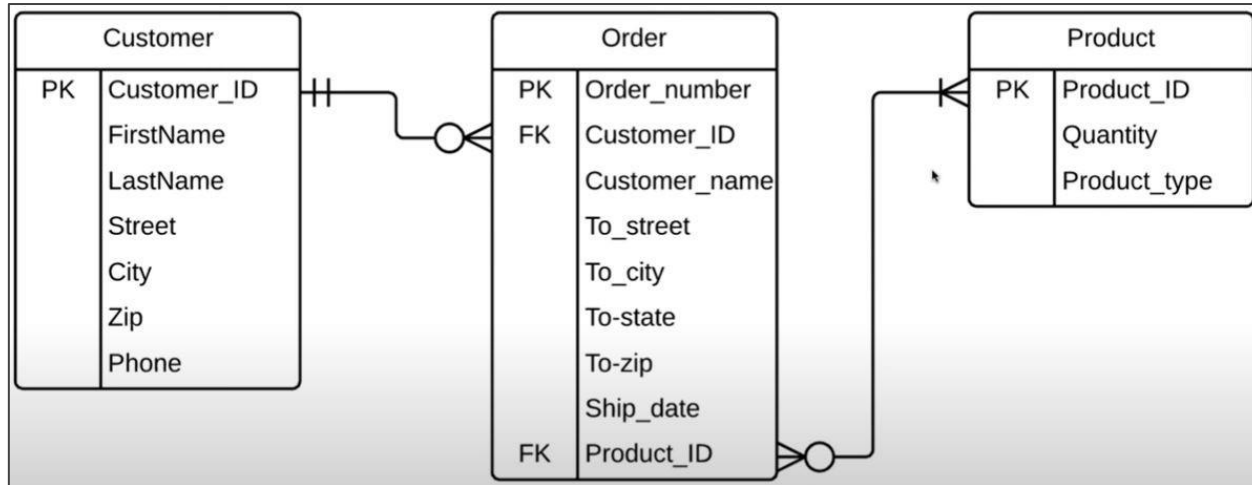 Customer
PK Customer_ID
FirstName
LastName
Street
City
Zip
Phone
Order
PK Order_number
FK Customer_ID
Customer_name
To_street
To_city
To-state
To-zip
Ship_date
FK Product_ID
Product
PK Product_ID
Quantity
Product_type